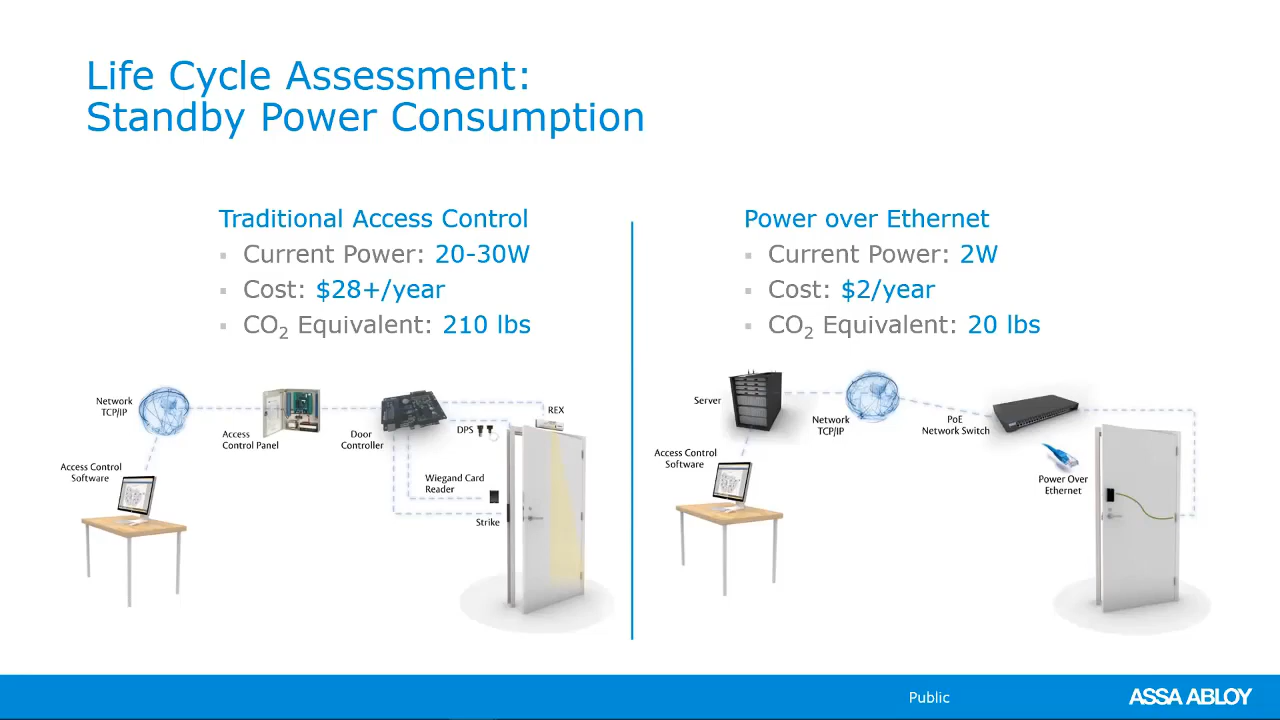 Life Cycle Assessment:
Standby Power Consumption
Traditional Access Control
▪ Current Power: 20-30W
▪ Cost: $28+/year
▪ CO₂ Equivalent: 210 lbs
Network
TCP/IP
Access
Control Panel
Door
Controller
REX
DPS
Access Control
Software
Wiegand Card
Reader
Strike
Power over Ethernet
▪ Current Power: 2W
▪ Cost: $2/year
▪ CO₂ Equivalent: 20 lbs
Server
Network
TCP/IP
PoE
Network Switch
Access Control
Software
Power Over
Ethernet
Public
ASSA ABLOY